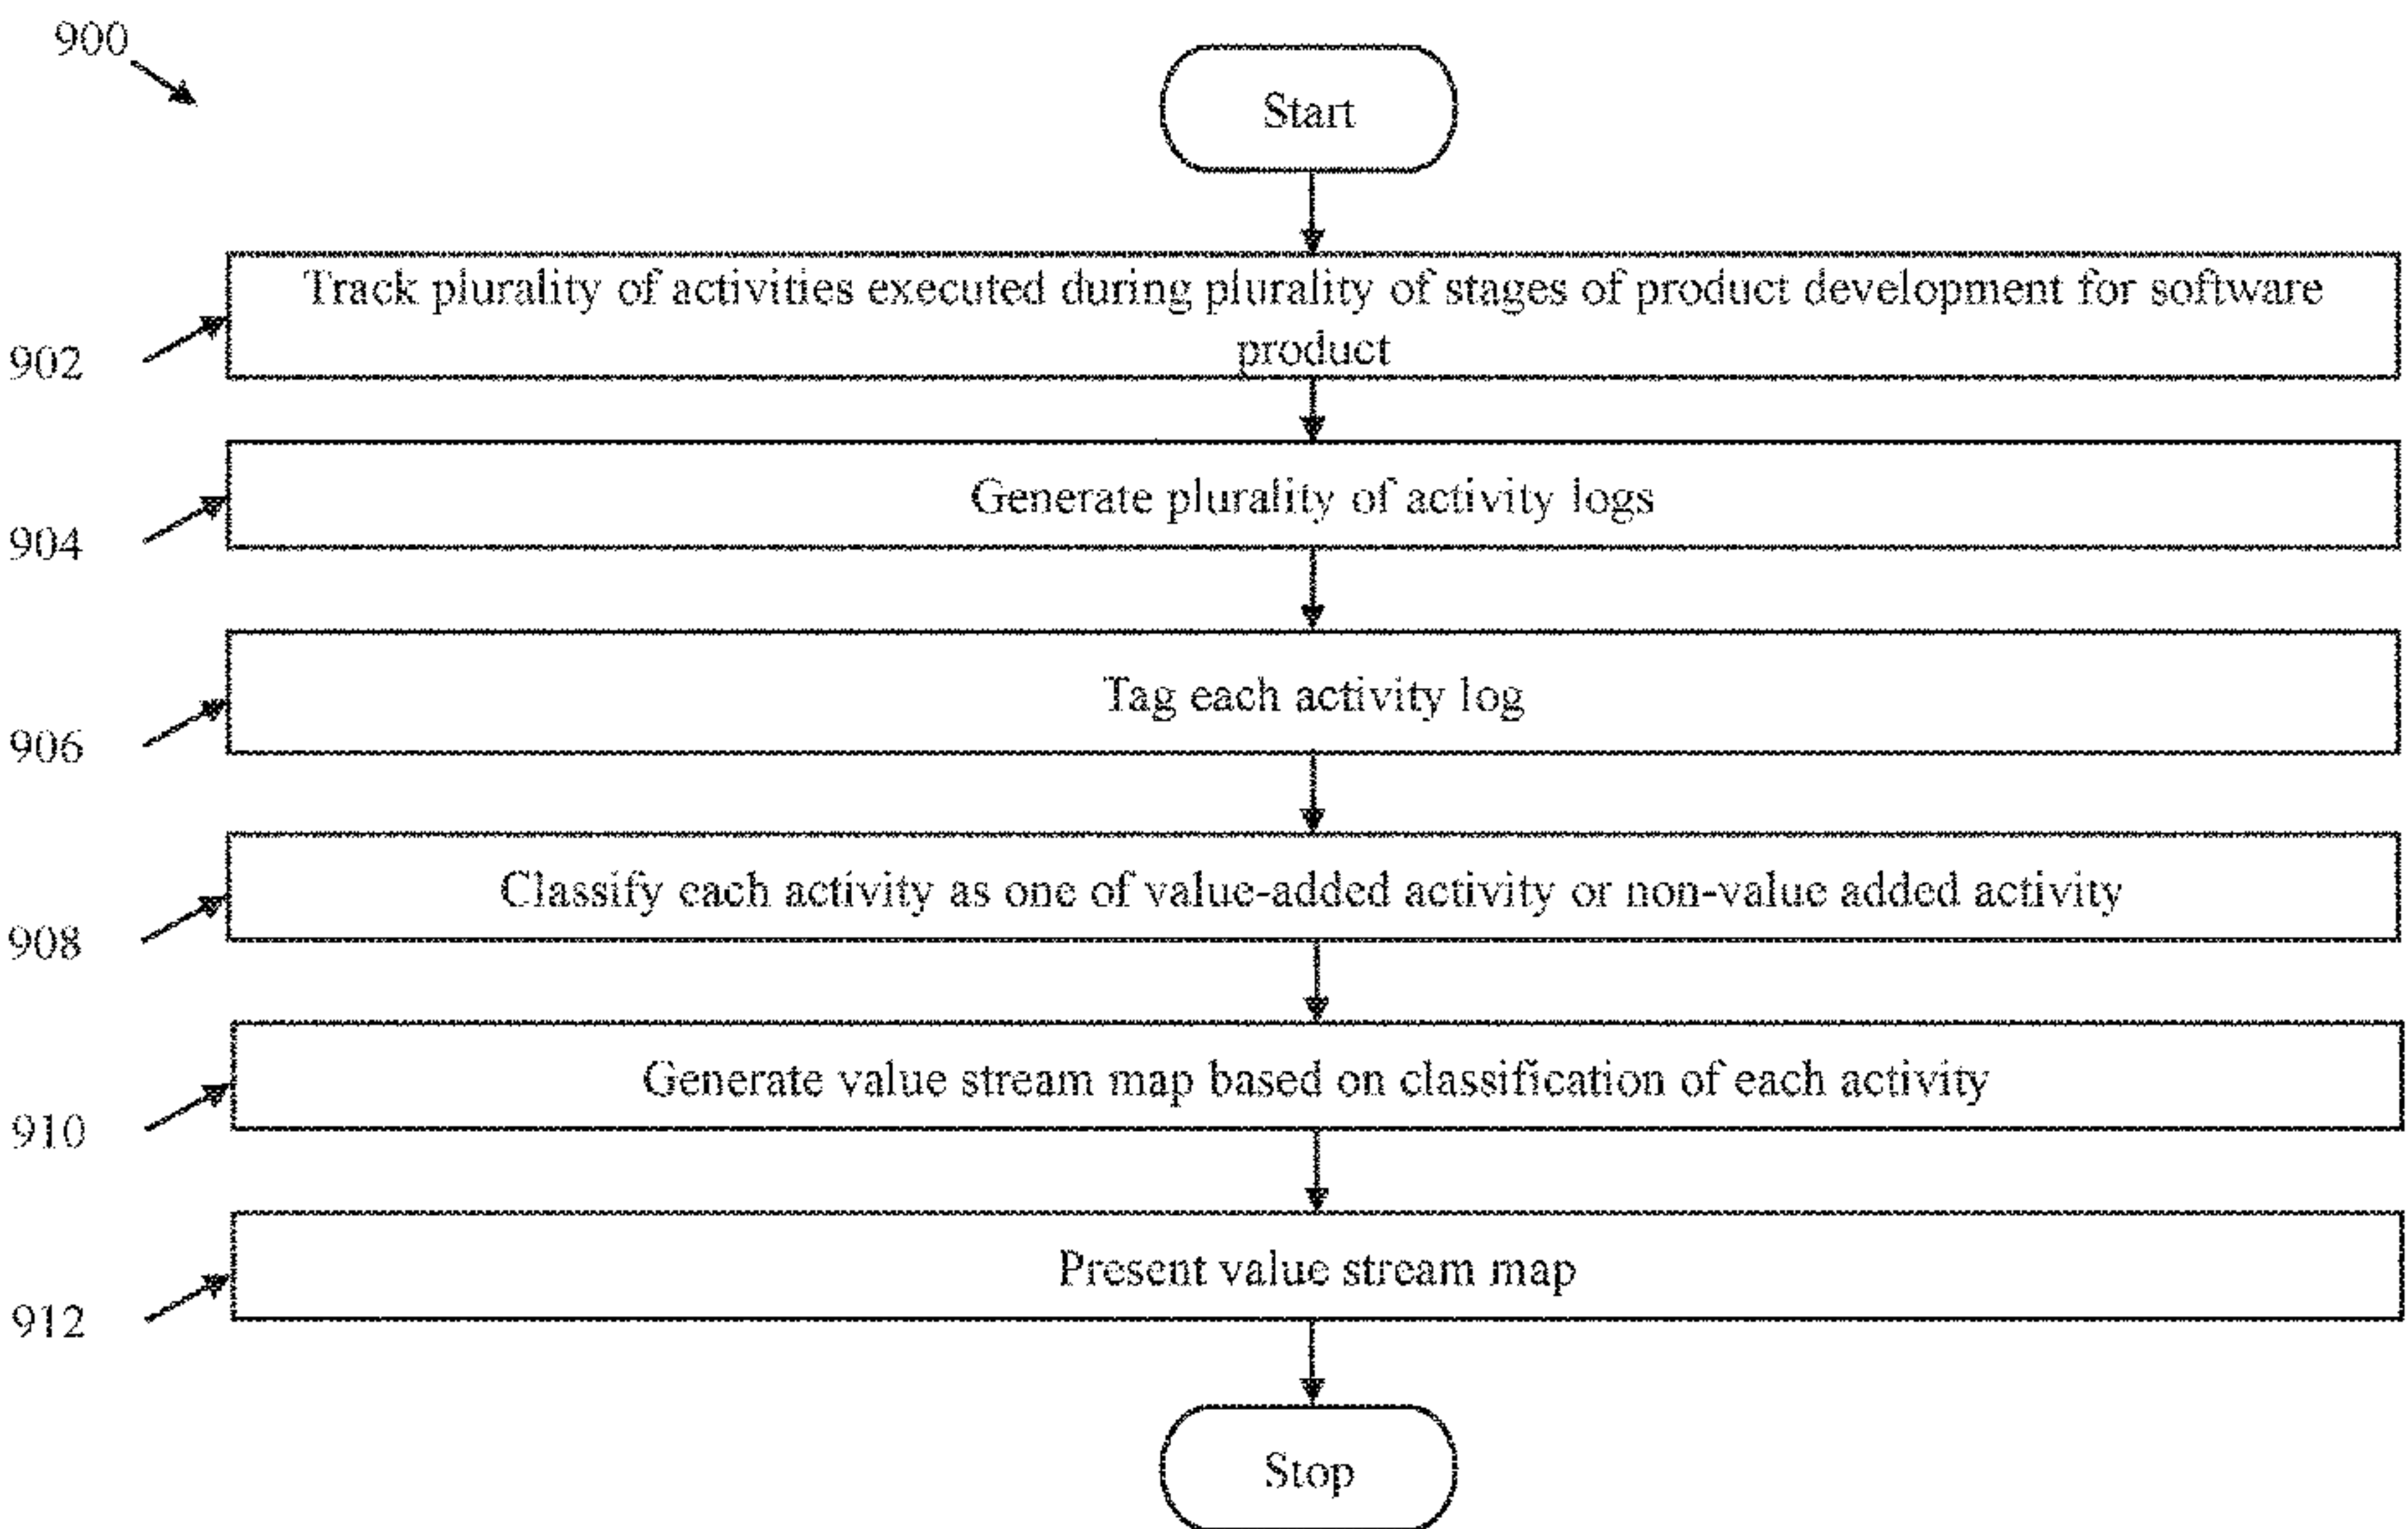 900
Start
Track plurality of activities executed during plurality of stages of product development for software
product
902
Generate plurality of activity logs
904
Tag each activity log
906
Classify each activity as one of value-added activity or non-value added activity
908
Generate value stream map based on classification of each activity
910
Present value stream map
912
Stop